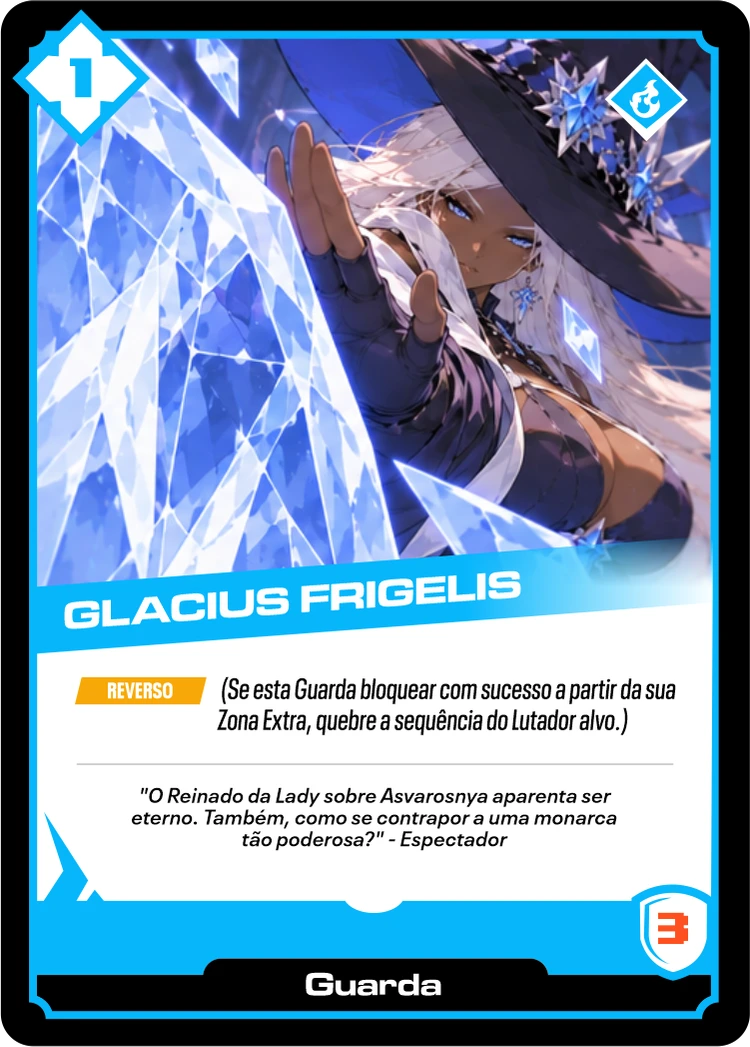 1
GLACIUS FRIGELIS
REVERSO (Se esta Guarda bloquear com sucesso a partir da sua
Zona Extra, quebre a sequência do Lutador alvo.)
"O Reinado da Lady sobre Asvarosnya aparenta ser
eterno. Também, como se contrapor a uma monarca
tão poderosa?" - Espectador
3
Guarda